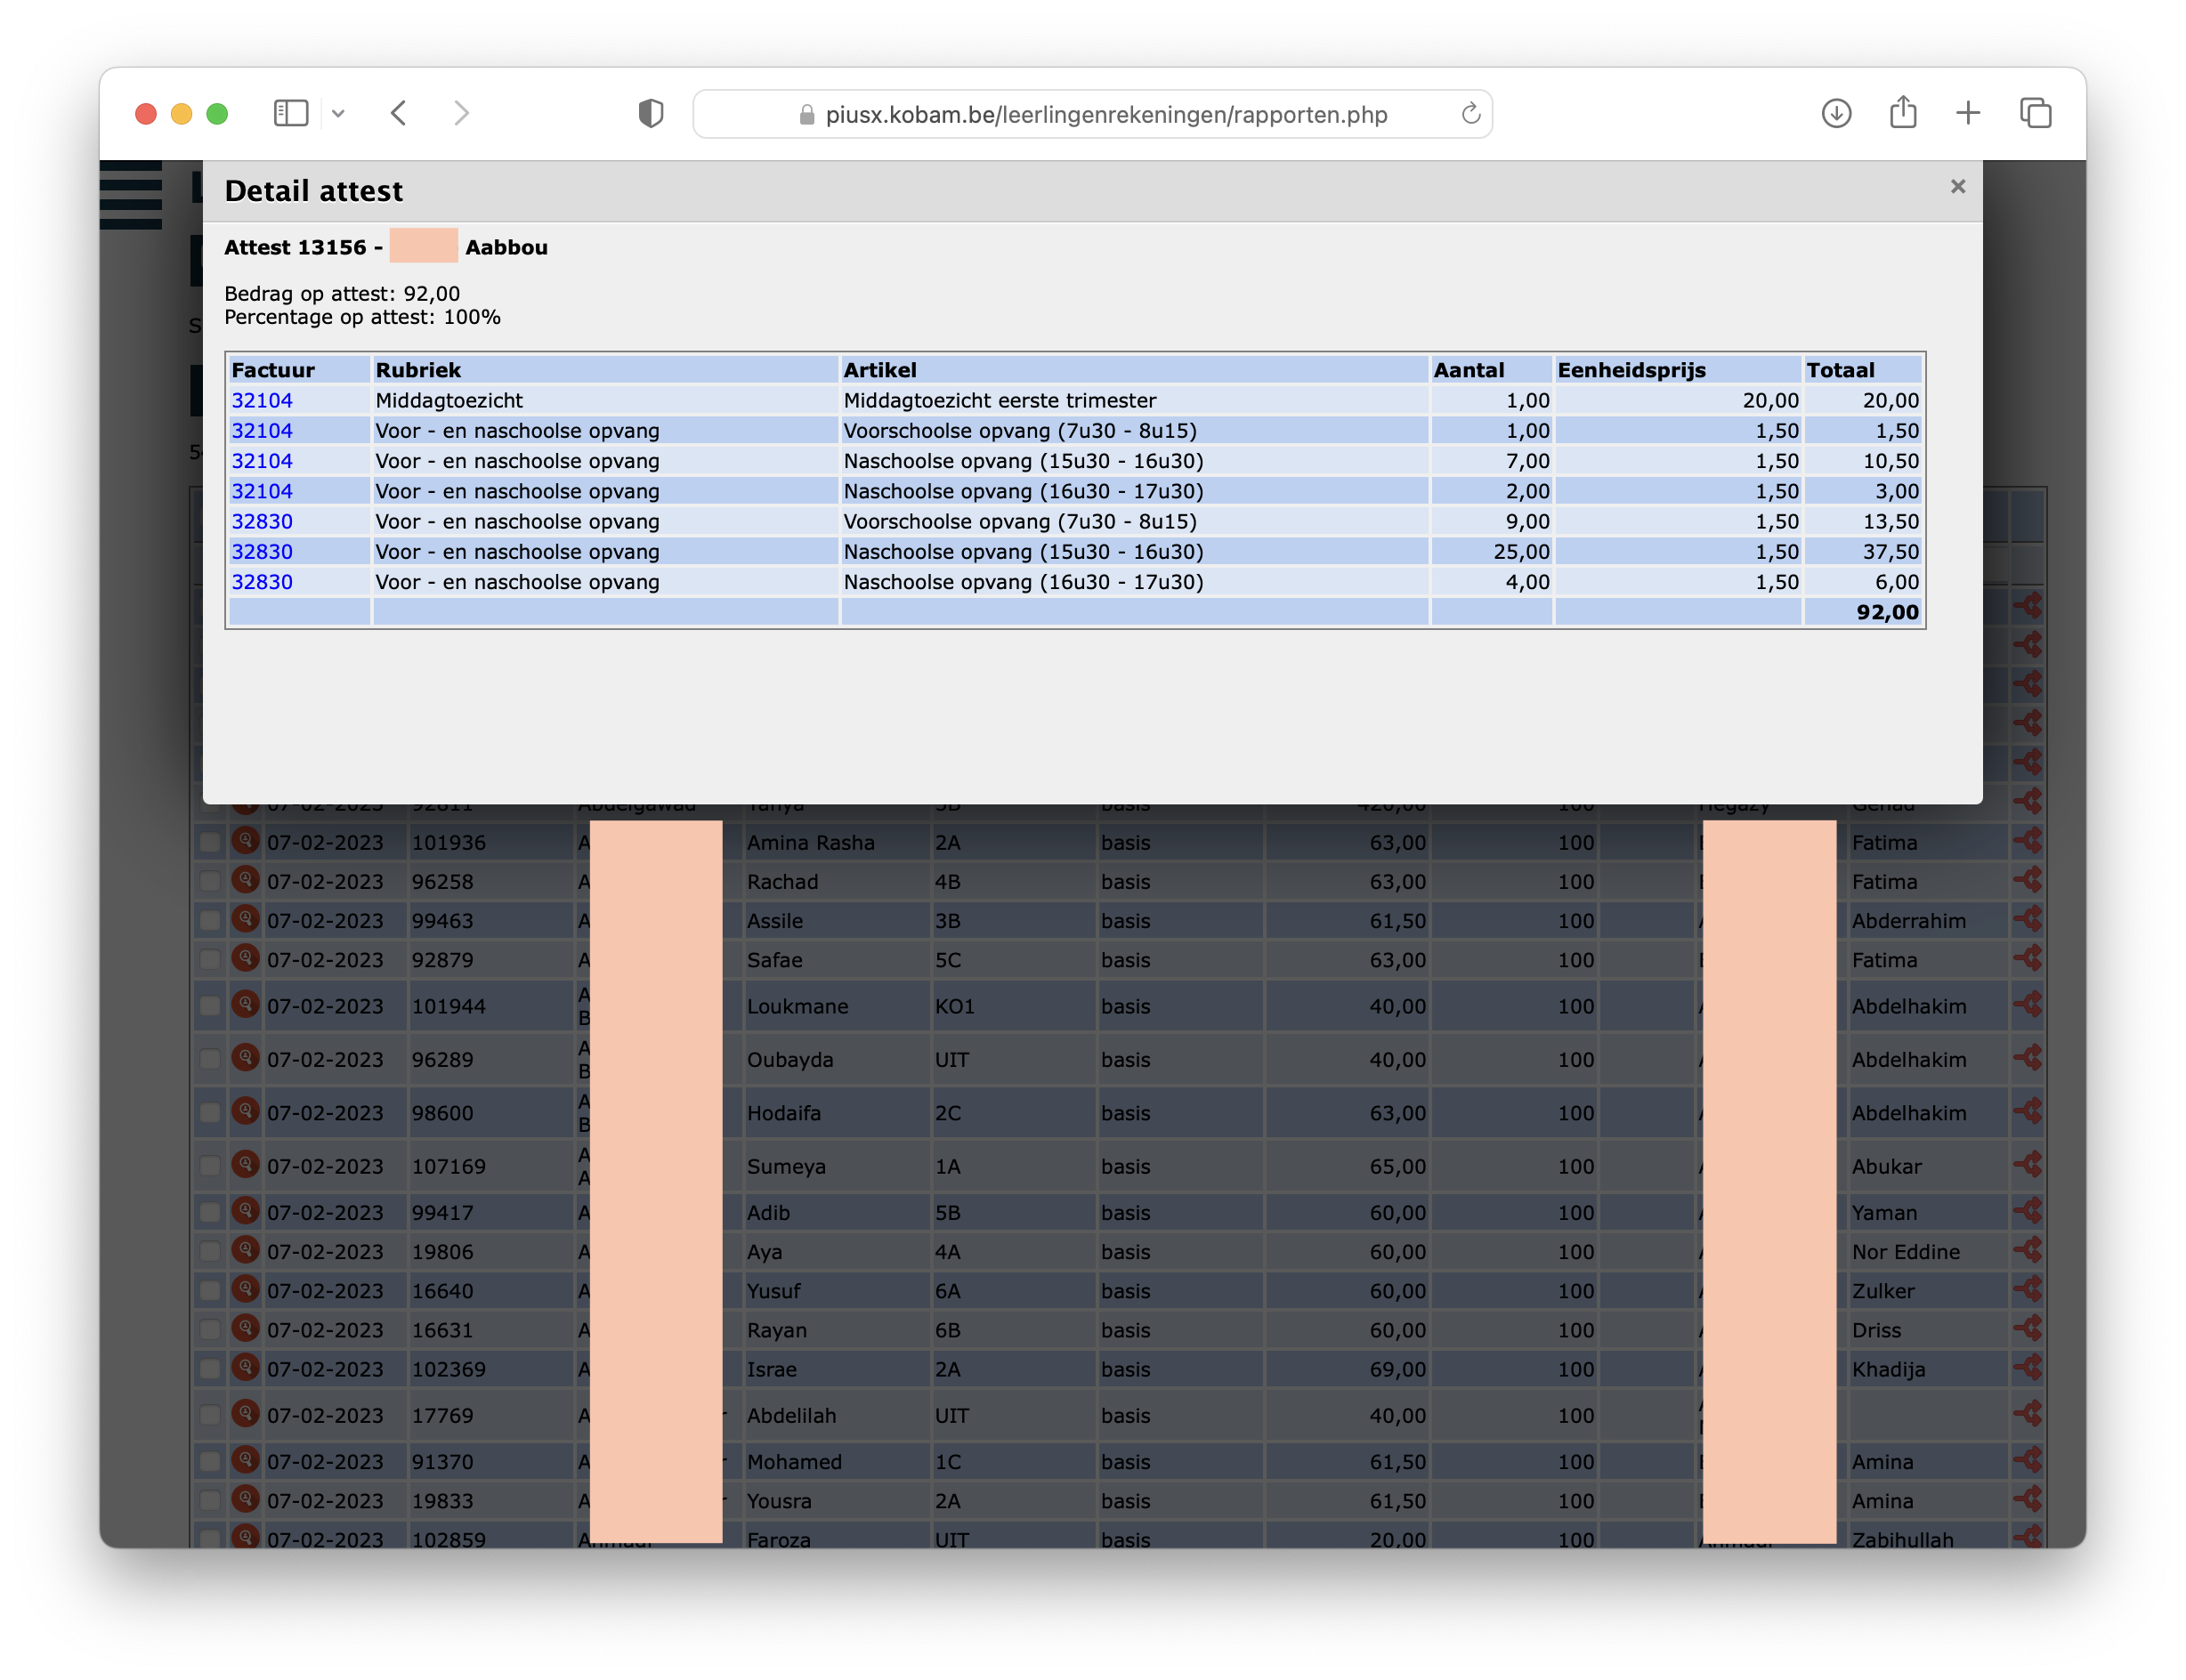 piusx.kobam.be/leerlingenrekeningen/rapporten.php
Detail attest
Attest 13156 - Aabbou
Bedrag op attest: 92,00
Percentage op attest: 100%
Factuur Rubriek Artikel Aantal Eenheidsprijs Totaal
32104 Middagtoezicht Middagtoezicht eerste trimester 1,00 20,00 20,00
32104 Voor - en naschoolse opvang Voorschoolse opvang (7u30 - 8u15) 1,00 1,50 1,50
32104 Voor - en naschoolse opvang Naschoolse opvang (15u30 - 16u30) 7,00 1,50 10,50
32104 Voor - en naschoolse opvang Naschoolse opvang (16u30 - 17u30) 2,00 1,50 3,00
32830 Voor - en naschoolse opvang Voorschoolse opvang (7u30 - 8u15) 9,00 1,50 13,50
32830 Voor - en naschoolse opvang Naschoolse opvang (15u30 - 16u30) 25,00 1,50 37,50
32830 Voor - en naschoolse opvang Naschoolse opvang (16u30 - 17u30) 4,00 1,50 6,00
92,00
07-02-2023 92811 Abdelgawad 5B basis 420,00 100 Hegazy Gehad
07-02-2023 101936 A Amina Rasha 2A basis 63,00 100 Fatima
07-02-2023 96258 A Rachad 4B basis 63,00 100 Fatima
07-02-2023 99463 A Assile 3B basis 61,50 100 Abderrahim
07-02-2023 92879 A Safae 5C basis 63,00 100 Fatima
07-02-2023 101944 A B Loukmane KO1 basis 40,00 100 Abdelhakim
07-02-2023 96289 A B Oubayda UIT basis 40,00 100 Abdelhakim
07-02-2023 98600 A B Hodaifa 2C basis 63,00 100 Abdelhakim
07-02-2023 107169 A A Sumeya 1A basis 65,00 100 Abukar
07-02-2023 99417 A Adib 5B basis 60,00 100 Yaman
07-02-2023 19806 A Aya 4A basis 60,00 100 Nor Eddine
07-02-2023 16640 A Yusuf 6A basis 60,00 100 Zulker
07-02-2023 16631 A Rayan 6B basis 60,00 100 Driss
07-02-2023 102369 A Israe 2A basis 69,00 100 Khadija
07-02-2023 17769 A Abdelilah UIT basis 40,00 100
07-02-2023 91370 A Mohamed 1C basis 61,50 100 Amina
07-02-2023 19833 A Yousra 2A basis 61,50 100 Amina
07-02-2023 102859 Ahmadi Faroza UIT basis 20,00 100 Ahmadi Zabihullah